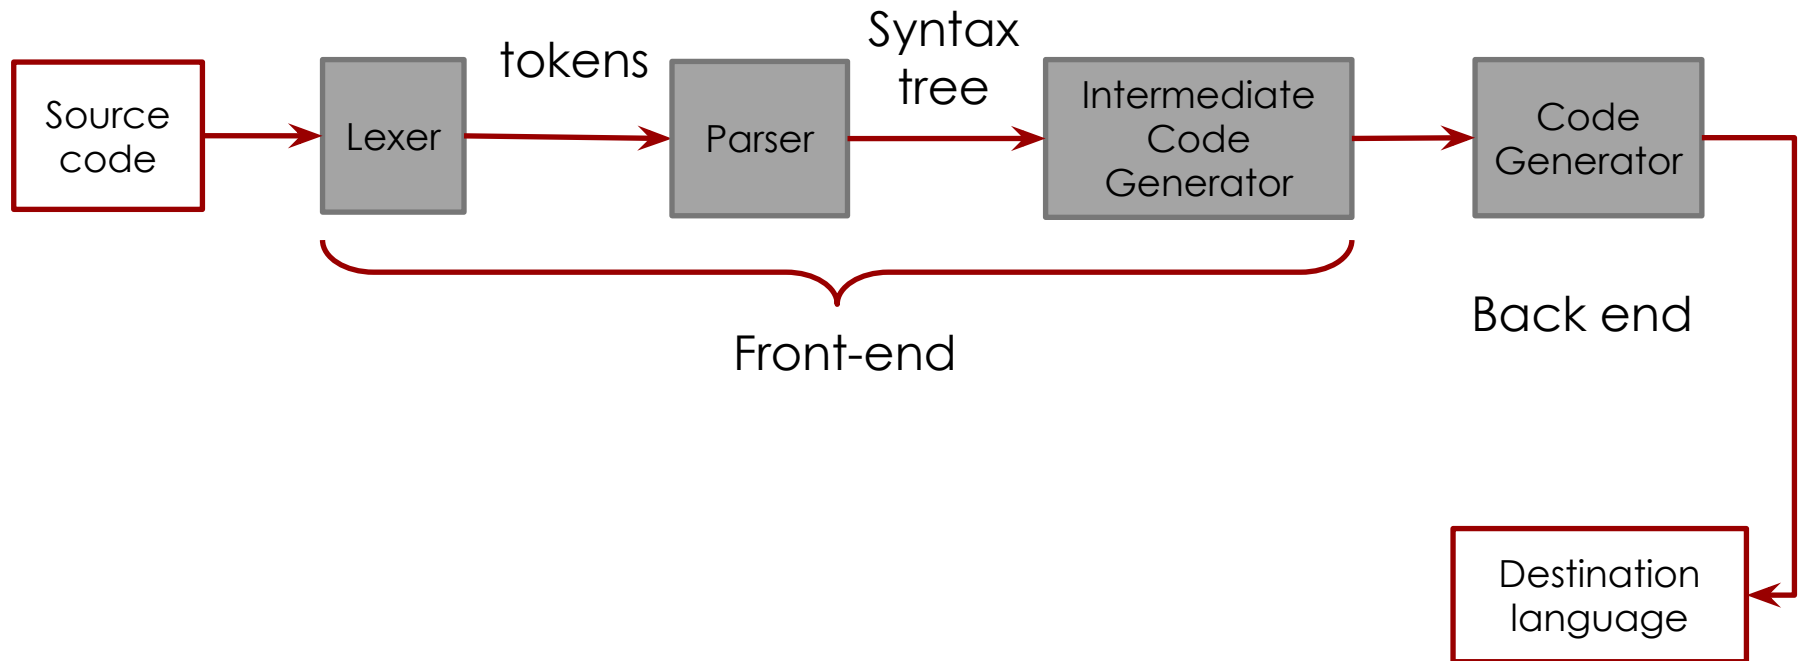 Source
code
Lexer
tokens
Parser
Syntax
tree
Intermediate
Code
Generator
Code
Generator
Front-end
Back end
Destination
language